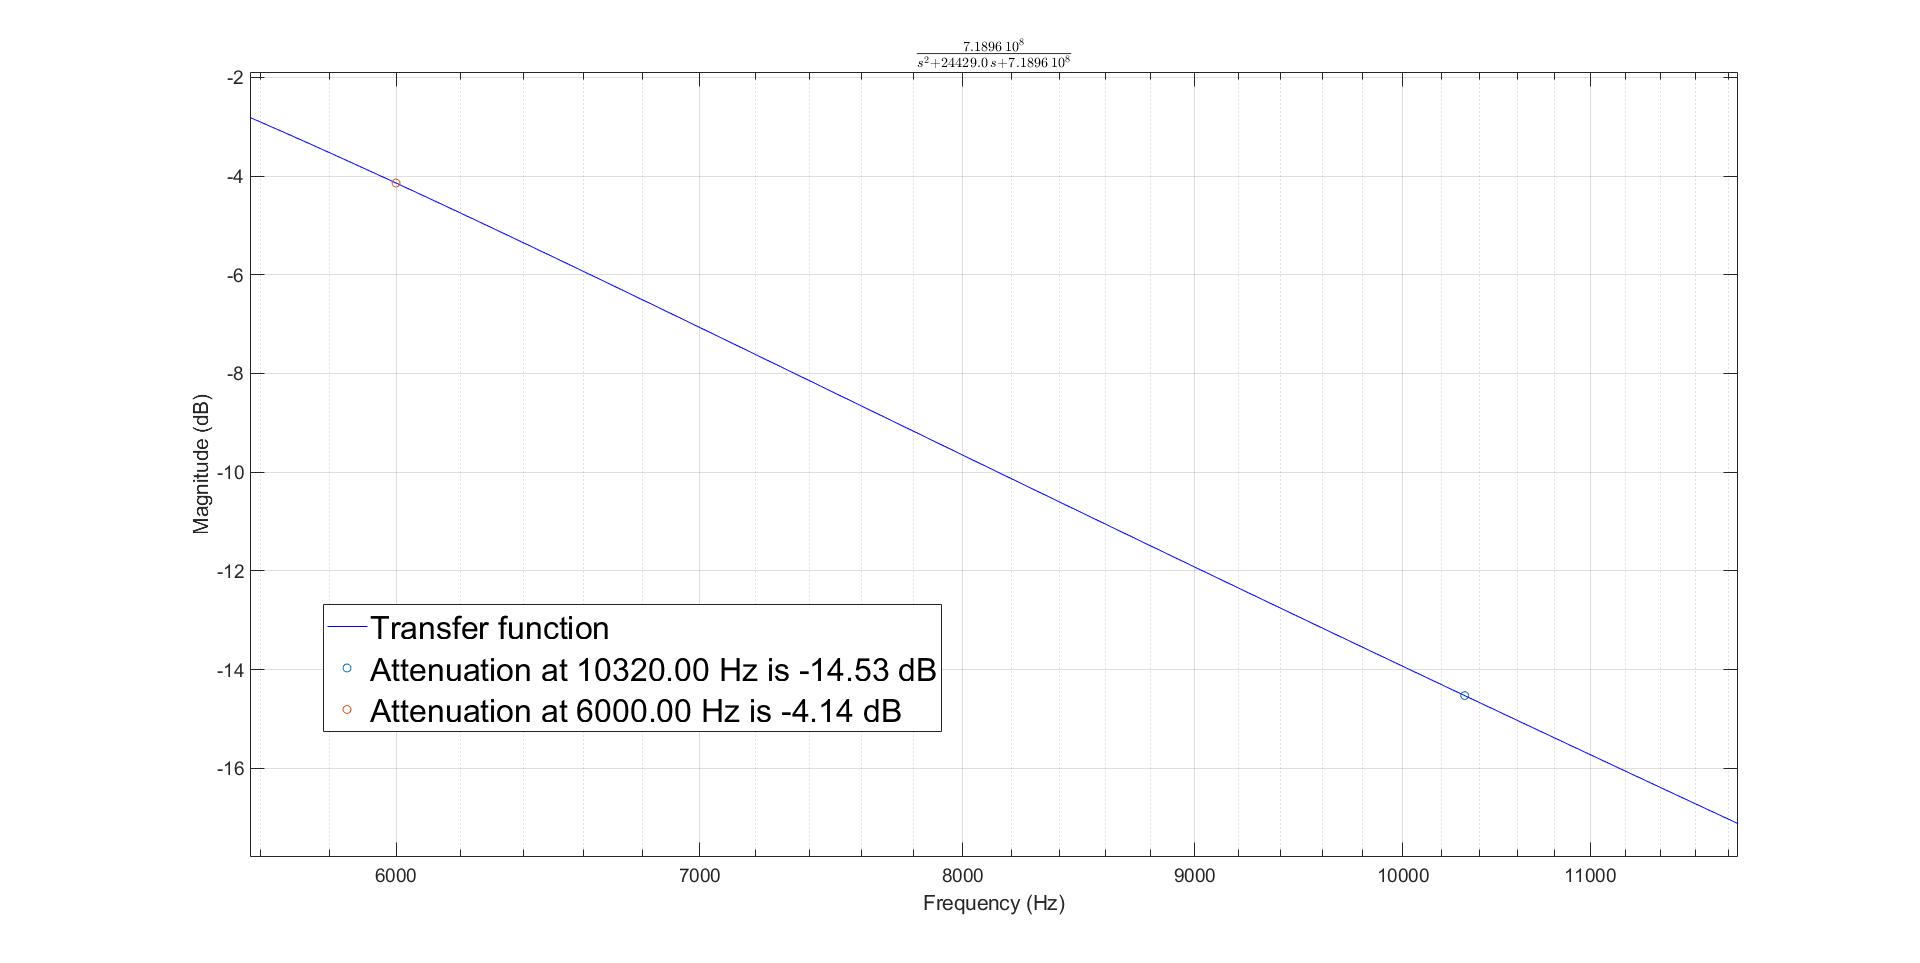 7.1896 10^8
s^2+24429.0 s+7.1896 10^8
-2
-4
-6
-8
-10
-12
-14
-16
Magnitude (dB)
Transfer function
Attenuation at 10320.00 Hz is -14.53 dB
Attenuation at 6000.00 Hz is -4.14 dB
6000 7000 8000 9000 10000 11000
Frequency (Hz)